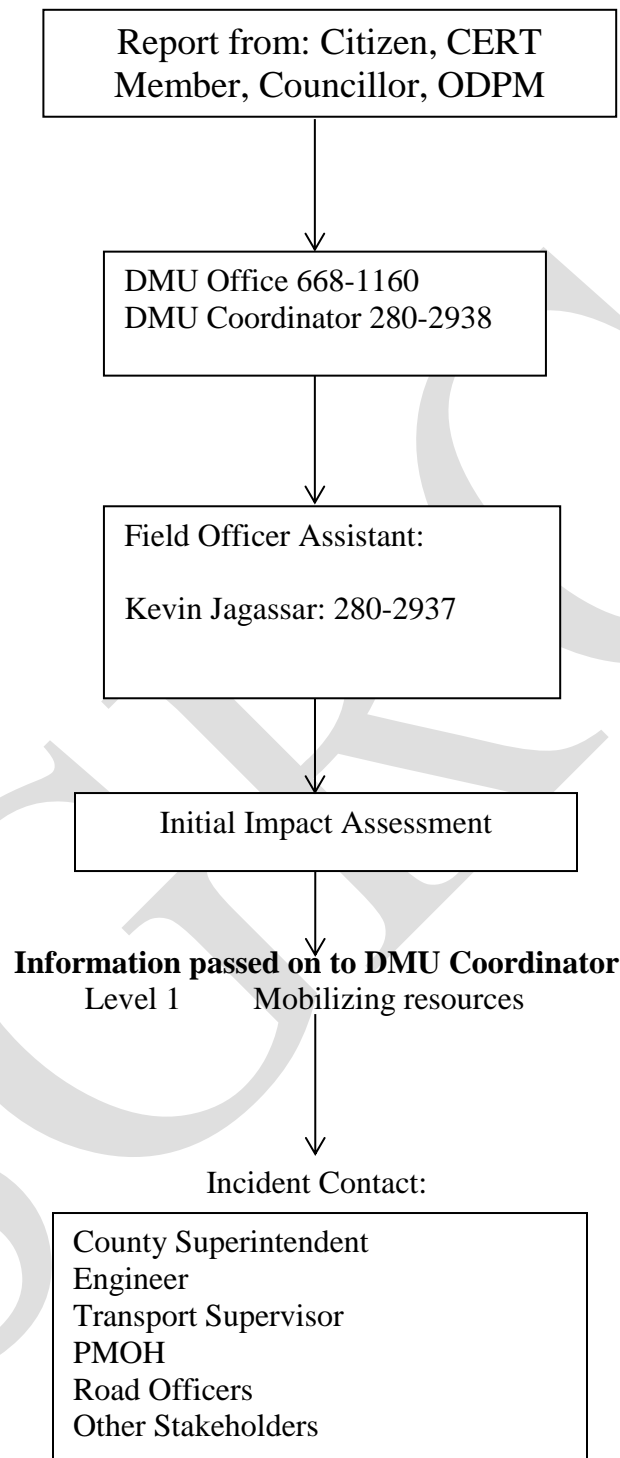 Report from: Citizen, CERT
Member, Councillor, ODPM
DMU Office 668-1160
DMU Coordinator 280-2938
Field Officer Assistant:
Kevin Jagassar: 280-2937
Initial Impact Assessment
Information passed on to DMU Coordinator
Level 1 Mobilizing resources
Incident Contact:
County Superintendent
Engineer
Transport Supervisor
PMOH
Road Officers
Other Stakeholders